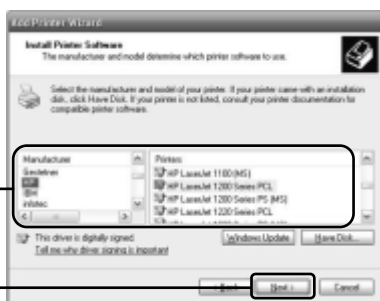 Add Printer Wizard
Install Printer Software
The manufacturer and model determine which printer software to use.
Select the manufacturer and model of your printer. If your printer came with an installation
disk, click Have Disk. If your printer is not listed, consult your printer documentation for
compatible printer software.
Manufacturer
Gestetner
HP
IBM
infotec
Printers
HP LaserJet 1100 (MS)
HP LaserJet 1200 Series PCL
HP LaserJet 1200 Series PS (MS)
HP LaserJet 1220 Series PCL
This driver is digitally signed.
Tell me why driver signing is important
Windows Update
Have Disk...
< Back
Next >
Cancel